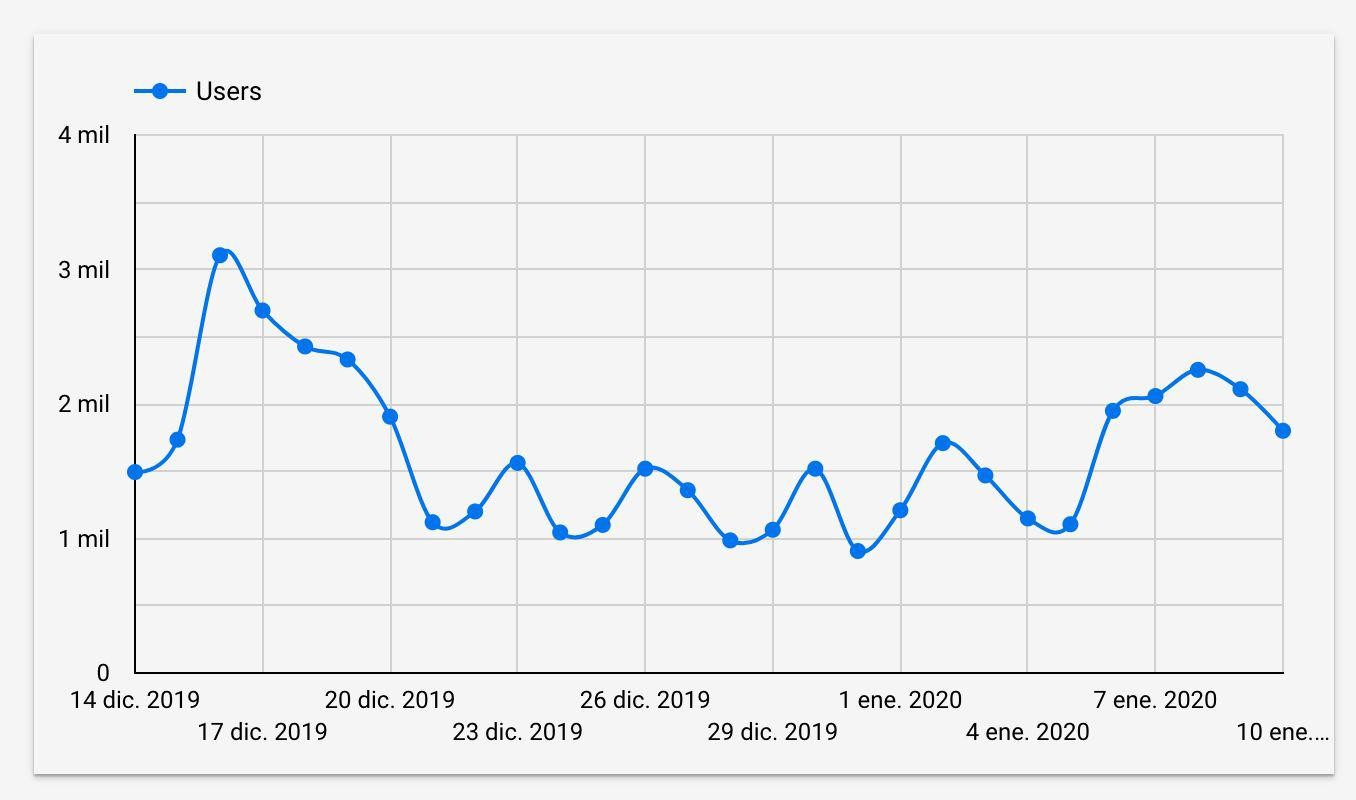 Users
4 mil
3 mil
2 mil
1 mil
0
14 dic. 2019
20 dic. 2019
26 dic. 2019
1 ene. 2020
7 ene. 2020
17 dic. 2019
23 dic. 2019
29 dic. 2019
4 ene. 2020
10 ene.…